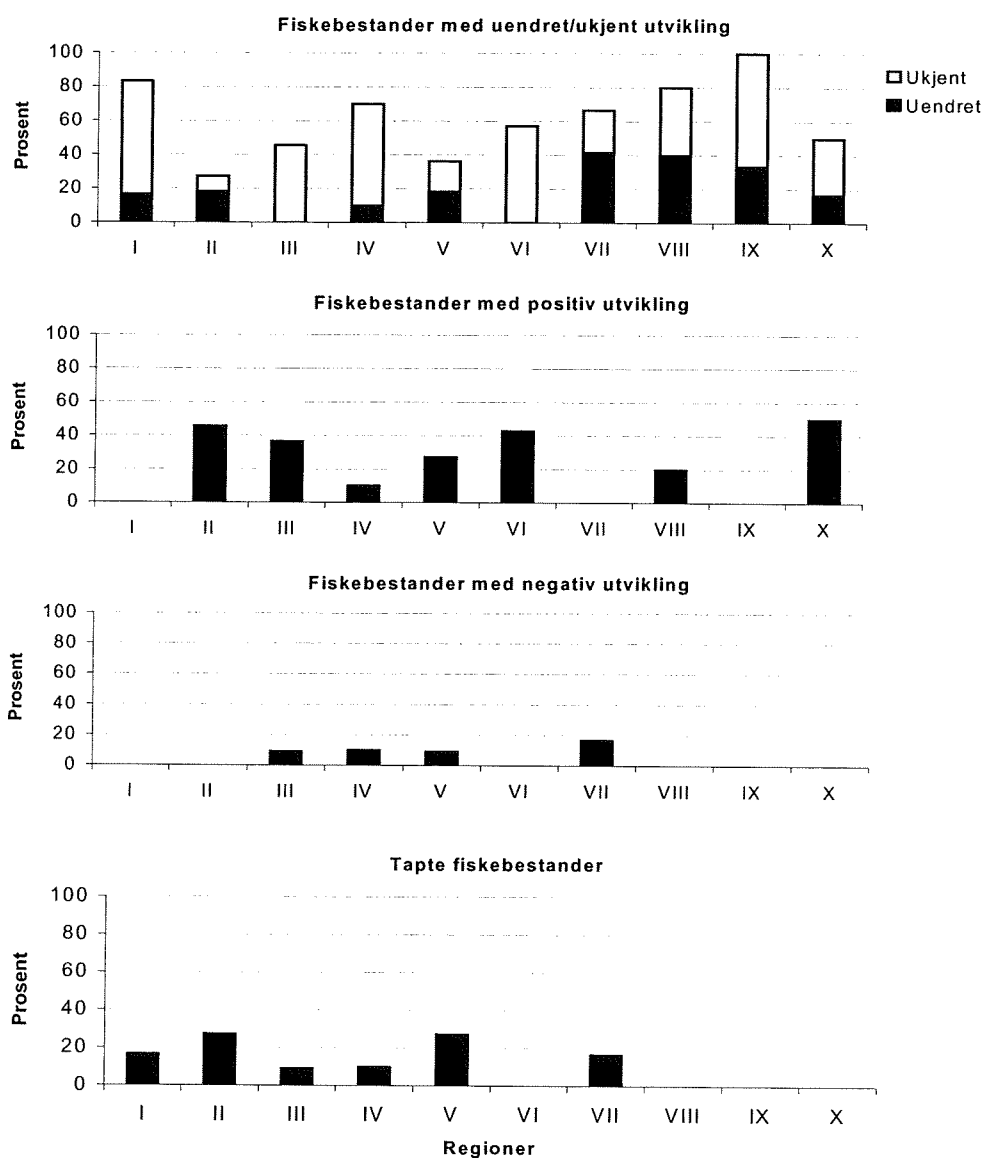 Fiskebestander med uendret/ukjent utvikling
100
80
60
40
20
0
Prosent
I II III IV V VI VII VIII IX X
Ukjent
Uendret
Fiskebestander med positiv utvikling
100
80
60
40
20
0
Prosent
I II III IV V VI VII VIII IX X
Fiskebestander med negativ utvikling
100
80
60
40
20
0
Prosent
I II III IV V VI VII VIII IX X
Tapte fiskebestander
100
80
60
40
20
0
Prosent
I II III IV V VI VII VIII IX X
Regioner